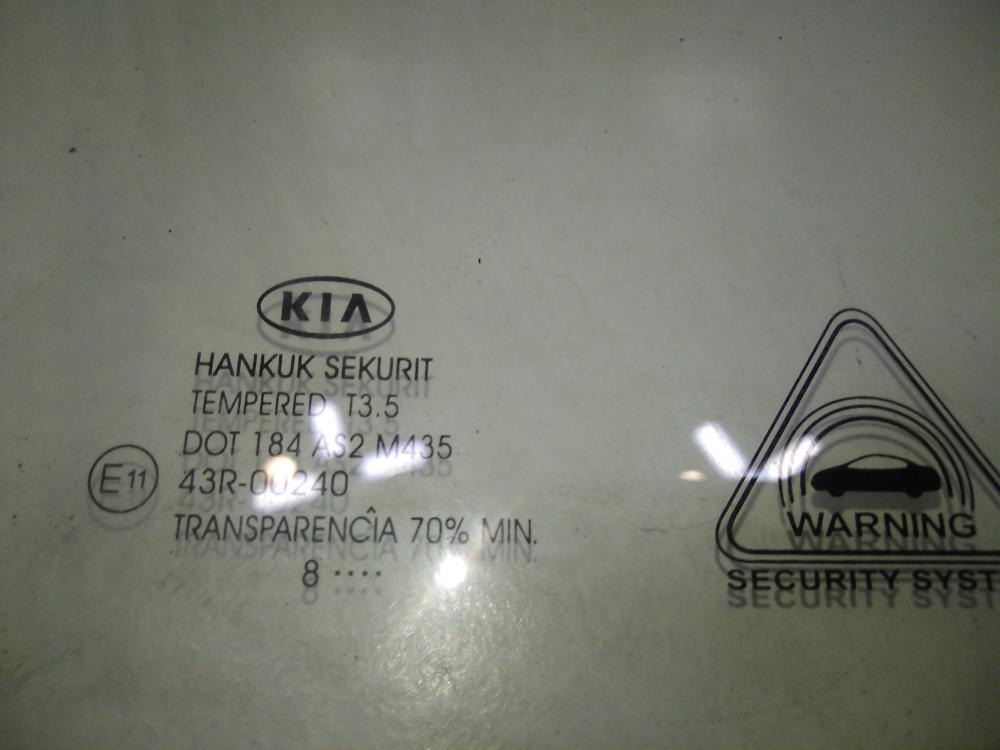 KIA
HANKUK SEKURIT
TEMPERED T3.5
DOT 184 AS2 M435
E11
43R-00240
TRANSPARENCÎA 70% MIN.
8 ....
WARNING
SECURITY SYST